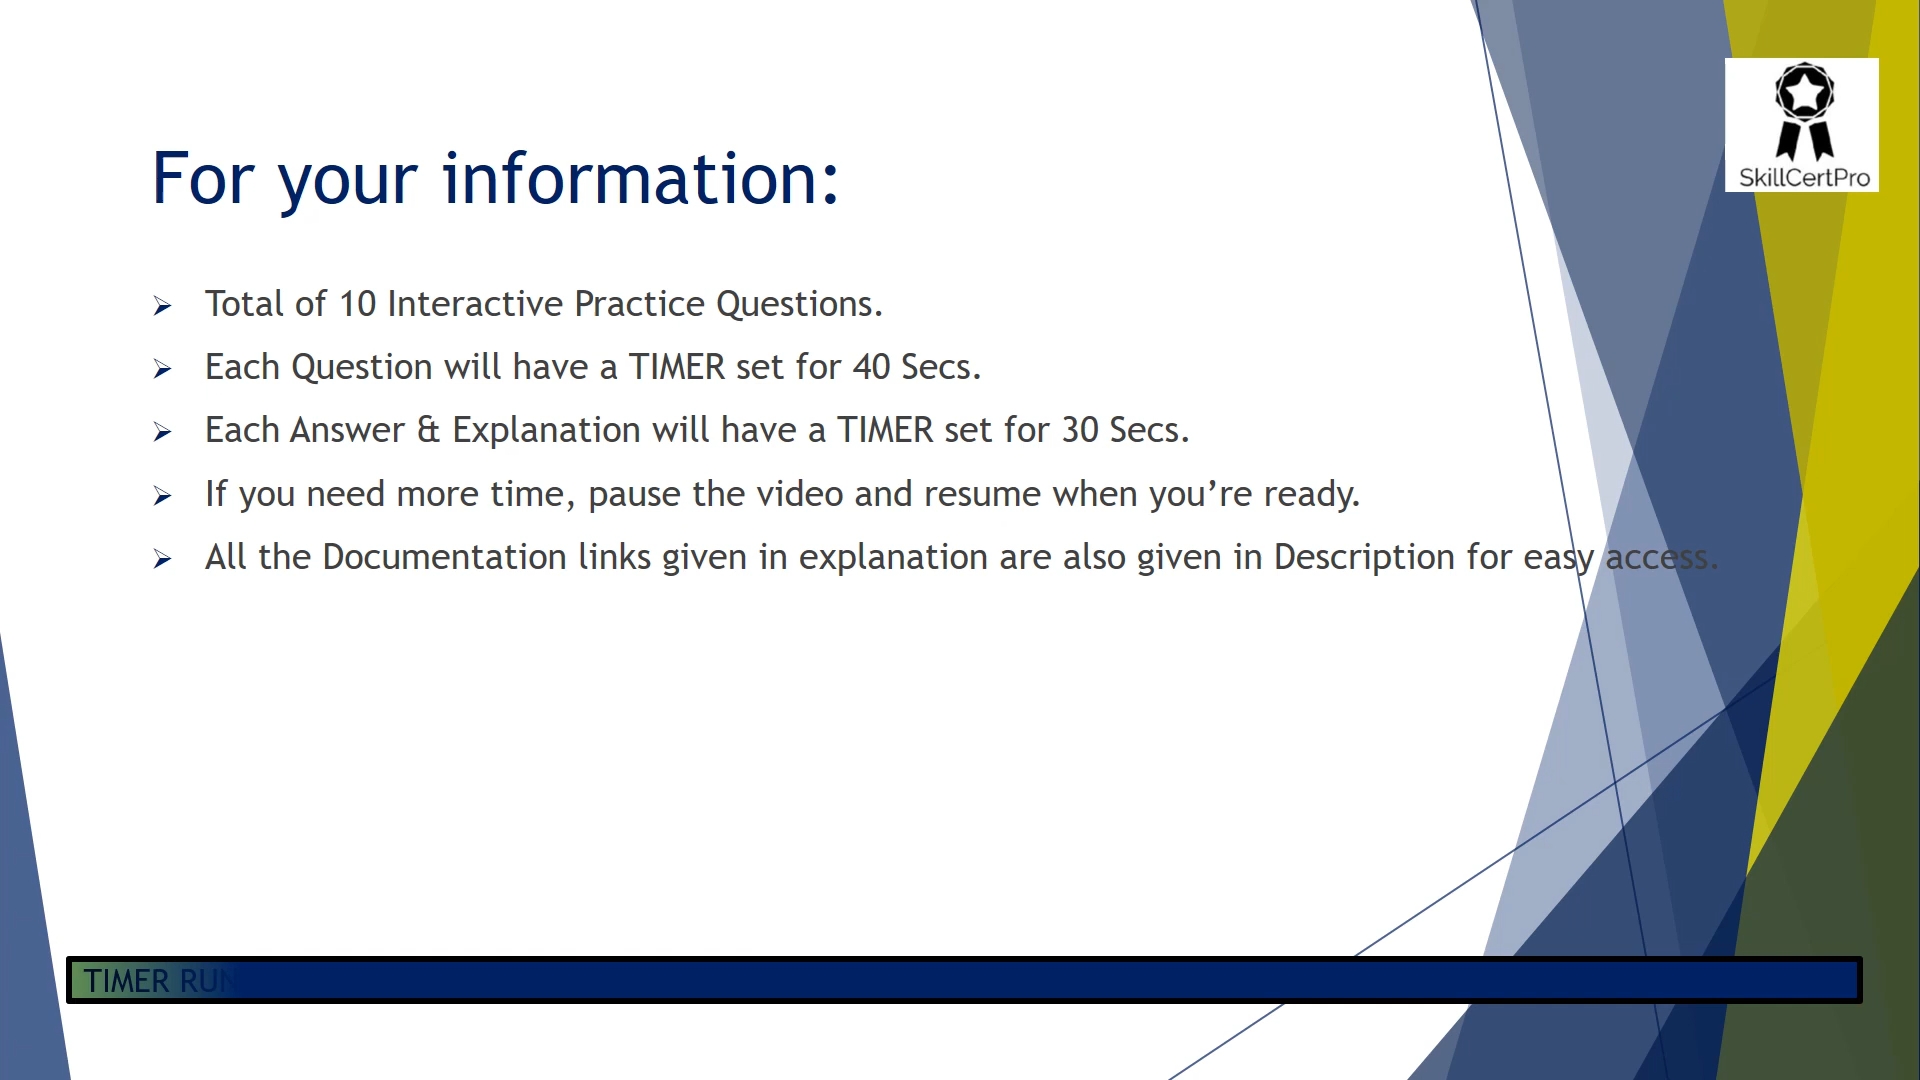 SkillCertPro
For your information:
Total of 10 Interactive Practice Questions.
Each Question will have a TIMER set for 40 Secs.
Each Answer & Explanation will have a TIMER set for 30 Secs.
If you need more time, pause the video and resume when you’re ready.
All the Documentation links given in explanation are also given in Description for easy access.
TIMER RUN